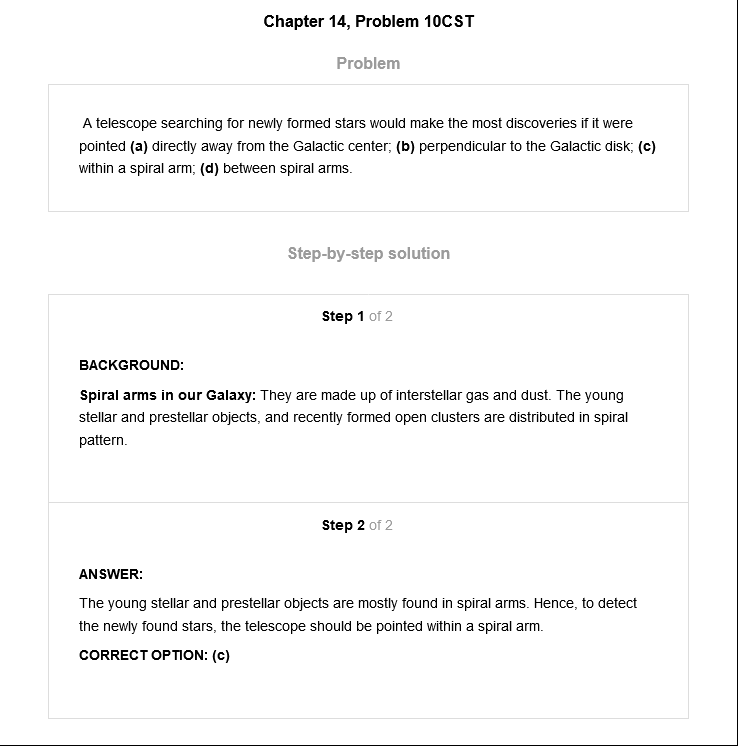 Chapter 14, Problem 10CST
Problem
A telescope searching for newly formed stars would make the most discoveries if it were
pointed (a) directly away from the Galactic center; (b) perpendicular to the Galactic disk; (c)
within a spiral arm; (d) between spiral arms.
Step-by-step solution
Step 1 of 2
BACKGROUND:
Spiral arms in our Galaxy: They are made up of interstellar gas and dust. The young
stellar and prestellar objects, and recently formed open clusters are distributed in spiral
pattern.
Step 2 of 2
ANSWER:
The young stellar and prestellar objects are mostly found in spiral arms. Hence, to detect
the newly found stars, the telescope should be pointed within a spiral arm.
CORRECT OPTION: (c)